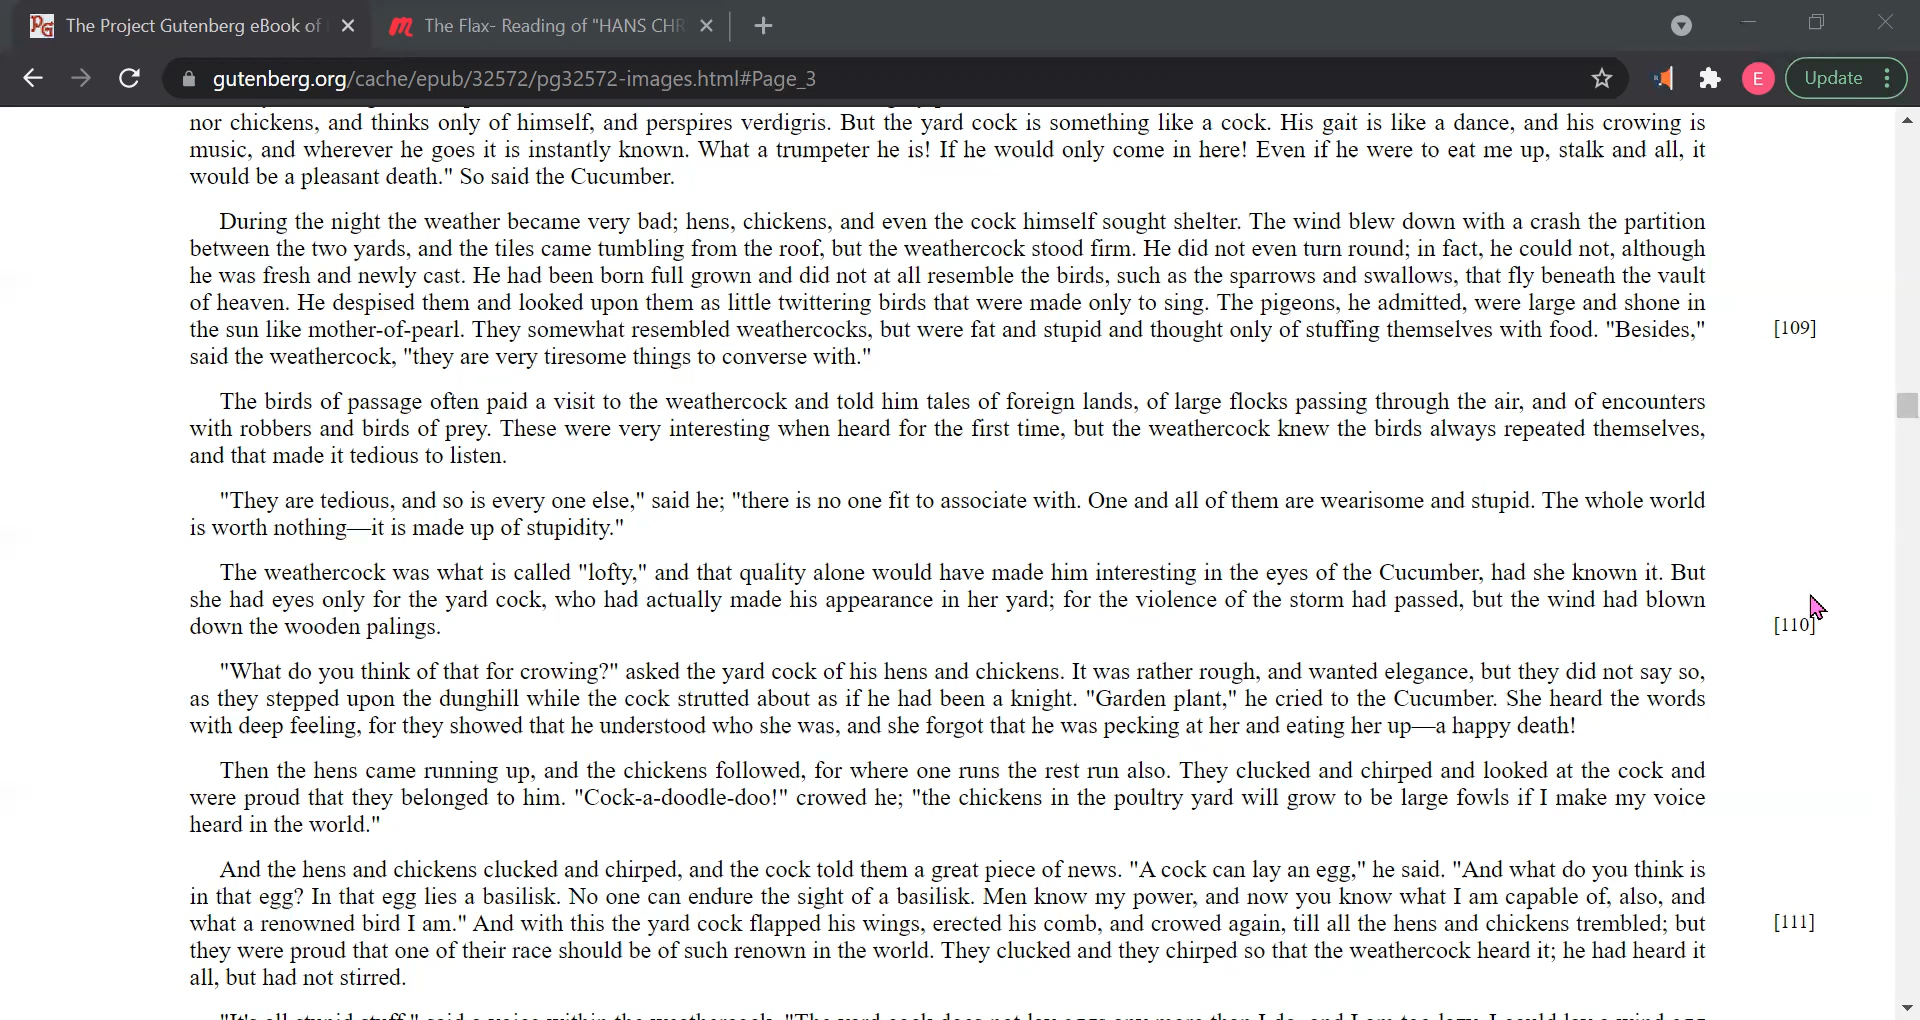 The Project Gutenberg eBook of
The Flax- Reading of "HANS CHR
gutenberg.org/cache/epub/32572/pg32572-images.html#Page_3
E
Update
nor chickens, and thinks only of himself, and perspires verdigris. But the yard cock is something like a cock. His gait is like a dance, and his crowing is
music, and wherever he goes it is instantly known. What a trumpeter he is! If he would only come in here! Even if he were to eat me up, stalk and all, it
would be a pleasant death." So said the Cucumber.
During the night the weather became very bad; hens, chickens, and even the cock himself sought shelter. The wind blew down with a crash the partition
between the two yards, and the tiles came tumbling from the roof, but the weathercock stood firm. He did not even turn round; in fact, he could not, although
he was fresh and newly cast. He had been born full grown and did not at all resemble the birds, such as the sparrows and swallows, that fly beneath the vault
of heaven. He despised them and looked upon them as little twittering birds that were made only to sing. The pigeons, he admitted, were large and shone in
the sun like mother-of-pearl. They somewhat resembled weathercocks, but were fat and stupid and thought only of stuffing themselves with food. "Besides,"
[109]
said the weathercock, "they are very tiresome things to converse with."
The birds of passage often paid a visit to the weathercock and told him tales of foreign lands, of large flocks passing through the air, and of encounters
with robbers and birds of prey. These were very interesting when heard for the first time, but the weathercock knew the birds always repeated themselves,
and that made it tedious to listen.
"They are tedious, and so is every one else," said he; "there is no one fit to associate with. One and all of them are wearisome and stupid. The whole world
is worth nothing—it is made up of stupidity."
The weathercock was what is called "lofty," and that quality alone would have made him interesting in the eyes of the Cucumber, had she known it. But
she had eyes only for the yard cock, who had actually made his appearance in her yard; for the violence of the storm had passed, but the wind had blown
down the wooden palings.
[110]
"What do you think of that for crowing?" asked the yard cock of his hens and chickens. It was rather rough, and wanted elegance, but they did not say so,
as they stepped upon the dunghill while the cock strutted about as if he had been a knight. "Garden plant," he cried to the Cucumber. She heard the words
with deep feeling, for they showed that he understood who she was, and she forgot that he was pecking at her and eating her up—a happy death!
Then the hens came running up, and the chickens followed, for where one runs the rest run also. They clucked and chirped and looked at the cock and
were proud that they belonged to him. "Cock-a-doodle-doo!" crowed he; "the chickens in the poultry yard will grow to be large fowls if I make my voice
heard in the world."
And the hens and chickens clucked and chirped, and the cock told them a great piece of news. "A cock can lay an egg," he said. "And what do you think is
in that egg? In that egg lies a basilisk. No one can endure the sight of a basilisk. Men know my power, and now you know what I am capable of, also, and
what a renowned bird I am." And with this the yard cock flapped his wings, erected his comb, and crowed again, till all the hens and chickens trembled; but
[111]
they were proud that one of their race should be of such renown in the world. They clucked and they chirped so that the weathercock heard it; he had heard it
all, but had not stirred.